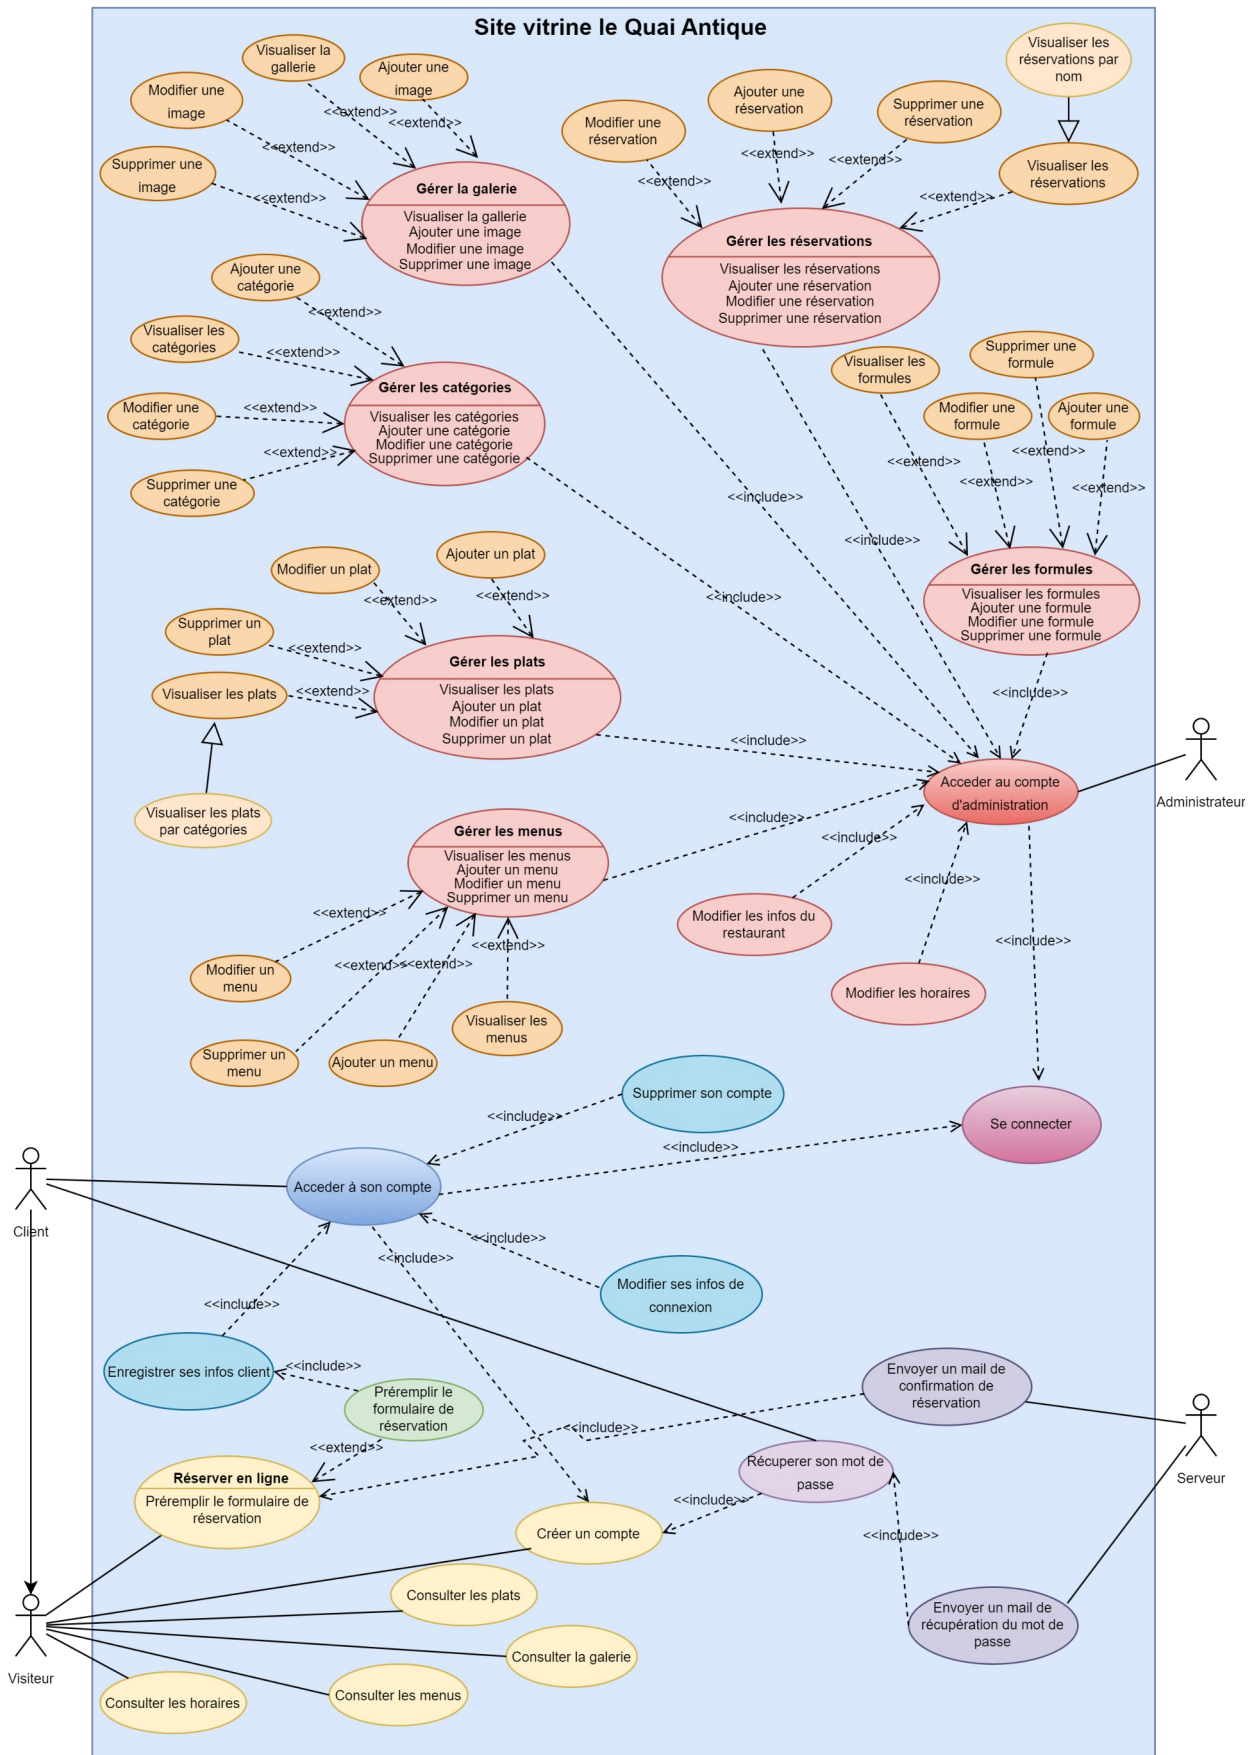 Site vitrine le Quai Antique
Visualiser la
gallerie
Ajouter une
image
Modifier une
image
Supprimer une
image
<<extend>>
<<extend>>
<<extend>>
<<extend>>
Gérer la galerie
Visualiser la gallerie
Ajouter une image
Modifier une image
Supprimer une image
Visualiser les
réservations par
nom
Ajouter une
réservation
Supprimer une
réservation
Modifier une
réservation
Visualiser les
réservations
<<extend>>
<<extend>>
<<extend>>
<<extend>>
Gérer les réservations
Visualiser les réservations
Ajouter une réservation
Modifier une réservation
Supprimer une réservation
Ajouter une
catégorie
Visualiser les
catégories
Modifier une
catégorie
Supprimer une
catégorie
<<extend>>
<<extend>>
<<extend>>
<<extend>>
Gérer les catégories
Visualiser les catégories
Ajouter une catégorie
Modifier une catégorie
Supprimer une catégorie
Supprimer une
formule
Visualiser les
formules
Modifier une
formule
Ajouter une
formule
<<extend>>
<<extend>>
<<extend>>
<<extend>>
Gérer les formules
Visualiser les formules
Ajouter une formule
Modifier une formule
Supprimer une formule
<<include>>
<<include>>
<<include>>
<<include>>
Ajouter un plat
Modifier un plat
Supprimer un
plat
Visualiser les plats
<<extend>>
<<extend>>
<<extend>>
<<extend>>
Gérer les plats
Visualiser les plats
Ajouter un plat
Modifier un plat
Supprimer un plat
<<include>>
Visualiser les plats
par catégories
Acceder au compte
d'administration
Administrateur
Gérer les menus
Visualiser les menus
Ajouter un menu
Modifier un menu
Supprimer un menu
<<include>>
<<include>>
<<include>>
<<include>>
Modifier les infos du
restaurant
Modifier les horaires
<<extend>>
<<extend>>
<<extend>>
<<extend>>
Modifier un
menu
Supprimer un
menu
Ajouter un menu
Visualiser les
menus
Supprimer son compte
<<include>>
<<include>>
Se connecter
Client
Acceder à son compte
<<include>>
<<include>>
<<include>>
Modifier ses infos de
connexion
Enregistrer ses infos client
<<include>>
Préremplir le
formulaire de
réservation
<<extend>>
<<include>>
Envoyer un mail de
confirmation de
réservation
Réserver en ligne
Préremplir le formulaire de
réservation
Récuperer son mot de
passe
Serveur
<<include>>
Créer un compte
<<include>>
Consulter les plats
Envoyer un mail de
récupération du mot de
passe
Consulter la galerie
Visiteur
Consulter les horaires
Consulter les menus